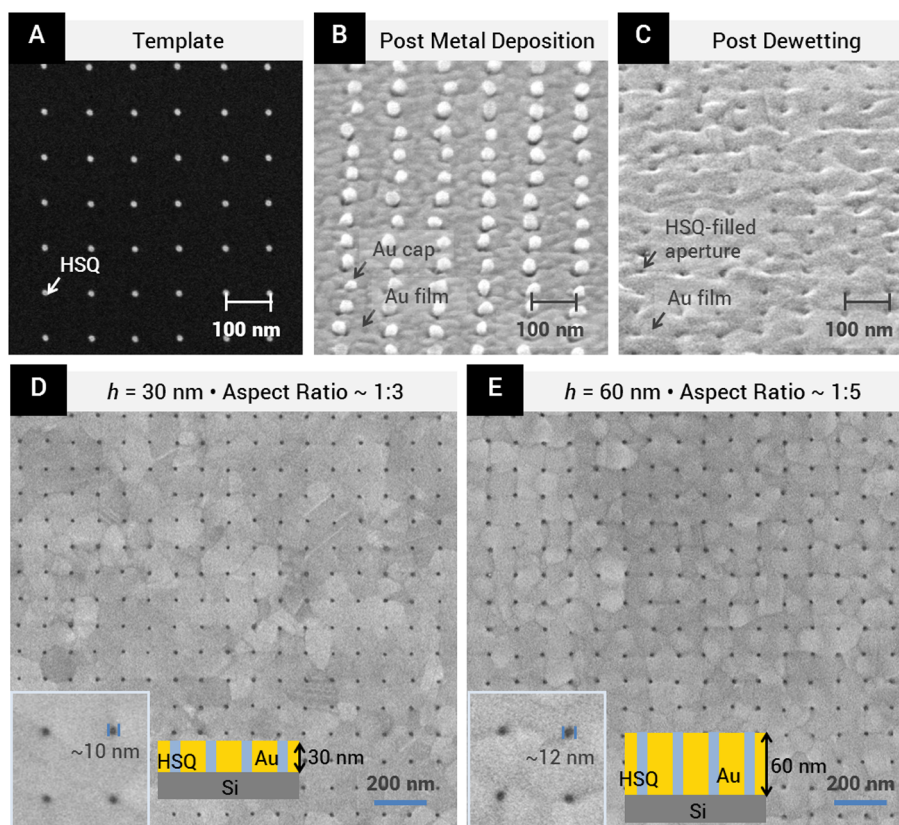 A Template
B Post Metal Deposition
C Post Dewetting
HSQ
100 nm
Au cap
Au film
100 nm
HSQ-filled
aperture
Au film
100 nm
D h = 30 nm • Aspect Ratio ~ 1:3
E h = 60 nm • Aspect Ratio ~ 1:5
~10 nm
HSQ
Au
30 nm
Si
200 nm
~12 nm
HSQ
Au
60 nm
Si
200 nm